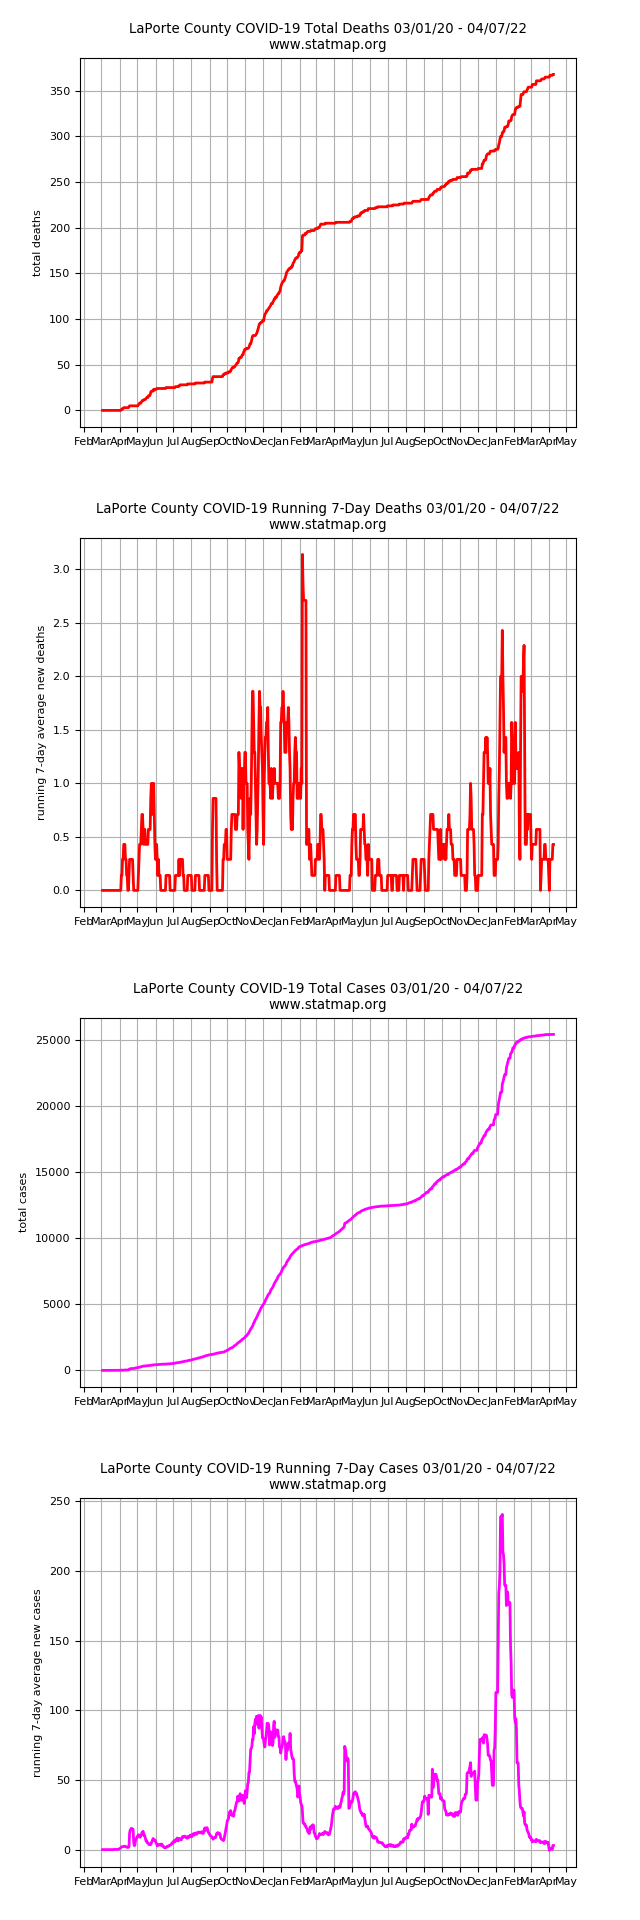 LaPorte County COVID-19 Total Deaths 03/01/20 - 04/07/22
www.statmap.org
350
300
250
200
150
100
50
0
total deaths
Feb Mar Apr May Jun Jul Aug Sep Oct Nov Dec Jan Feb Mar Apr May Jun Jul Aug Sep Oct Nov Dec Jan Feb Mar Apr May
LaPorte County COVID-19 Running 7-Day Deaths 03/01/20 - 04/07/22
www.statmap.org
3.0
2.5
2.0
1.5
1.0
0.5
0.0
running 7-day average new deaths
Feb Mar Apr May Jun Jul Aug Sep Oct Nov Dec Jan Feb Mar Apr May Jun Jul Aug Sep Oct Nov Dec Jan Feb Mar Apr May
LaPorte County COVID-19 Total Cases 03/01/20 - 04/07/22
www.statmap.org
25000
20000
15000
10000
5000
0
total cases
Feb Mar Apr May Jun Jul Aug Sep Oct Nov Dec Jan Feb Mar Apr May Jun Jul Aug Sep Oct Nov Dec Jan Feb Mar Apr May
LaPorte County COVID-19 Running 7-Day Cases 03/01/20 - 04/07/22
www.statmap.org
250
200
150
100
50
0
running 7-day average new cases
Feb Mar Apr May Jun Jul Aug Sep Oct Nov Dec Jan Feb Mar Apr May Jun Jul Aug Sep Oct Nov Dec Jan Feb Mar Apr May